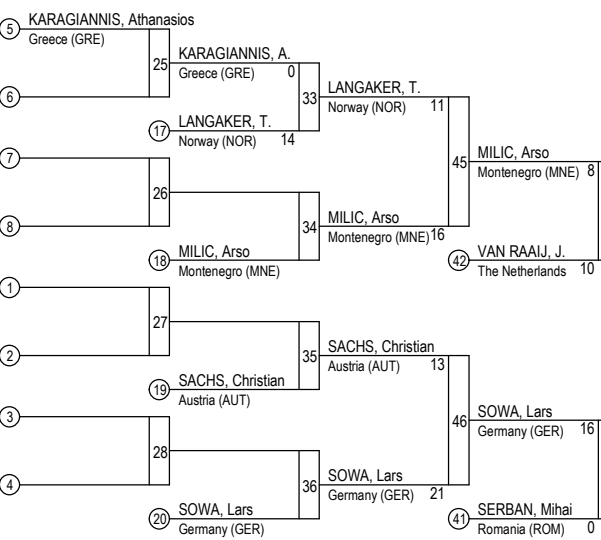 5 KARAGIANNIS, Athanasios
Greece (GRE)
25
KARAGIANNIS, A.
Greece (GRE) 0
6
33
LANGAKER, T.
Norway (NOR) 11
17 LANGAKER, T.
Norway (NOR) 14
7
45
MILIC, Arso
Montenegro (MNE) 8
26
8
34
MILIC, Arso
Montenegro (MNE) 16
18 MILIC, Arso
Montenegro (MNE)
42 VAN RAAIJ, J.
The Netherlands 10
1
27
2
35
SACHS, Christian
Austria (AUT) 13
19 SACHS, Christian
Austria (AUT)
3
46
SOWA, Lars
Germany (GER) 16
28
4
36
SOWA, Lars
Germany (GER) 21
20 SOWA, Lars
Germany (GER)
41 SERBAN, Mihai
Romania (ROM) 0